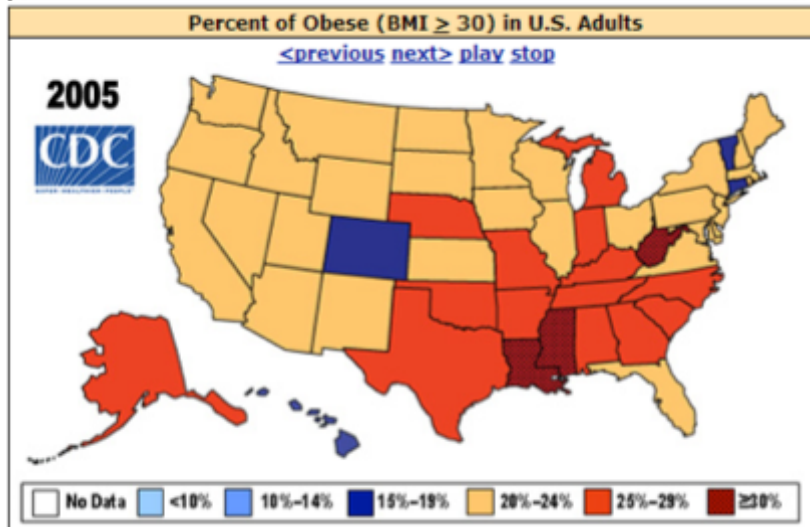 Percent of Obese (BMI ≥ 30) in U.S. Adults
<previous next> play stop
2005
CDC
No Data <10% 10%–14% 15%–19% 20%–24% 25%–29% ≥30%